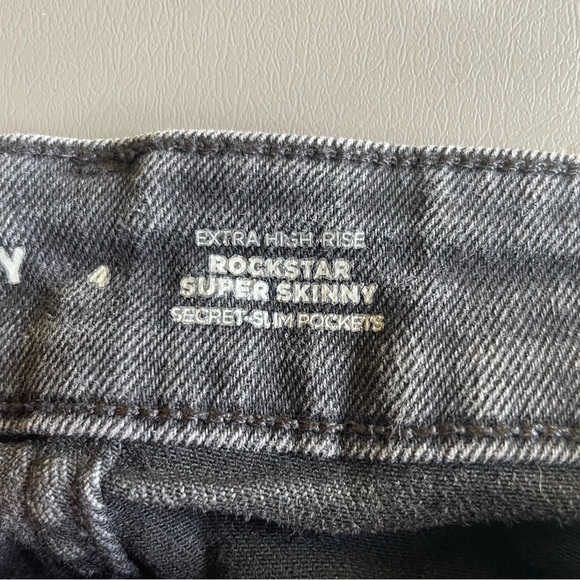 Y
4
EXTRA HIGH-RISE
ROCKSTAR
SUPER SKINNY
SECRET-SLIM POCKETS